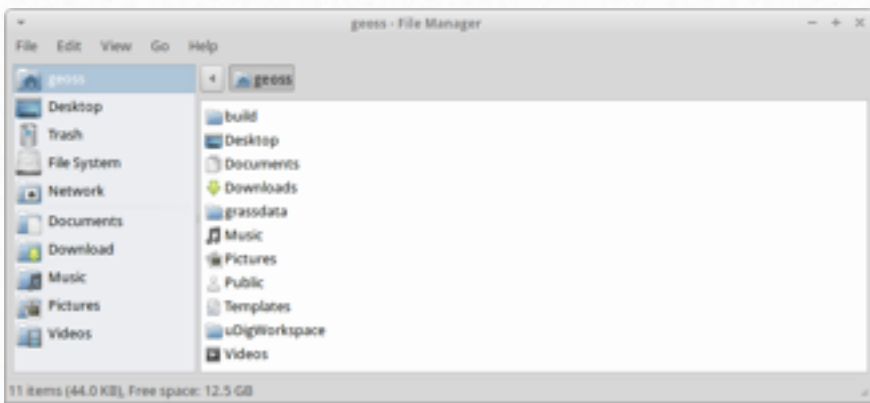 geoss - File Manager
File Edit View Go Help
geoss
Desktop
Trash
File System
Network
Documents
Download
Music
Pictures
Videos
geoss
build
Desktop
Documents
Downloads
grassdata
Music
Pictures
Public
Templates
uDigWorkspace
Videos
11 items (44.0 KB), Free space: 12.5 GB